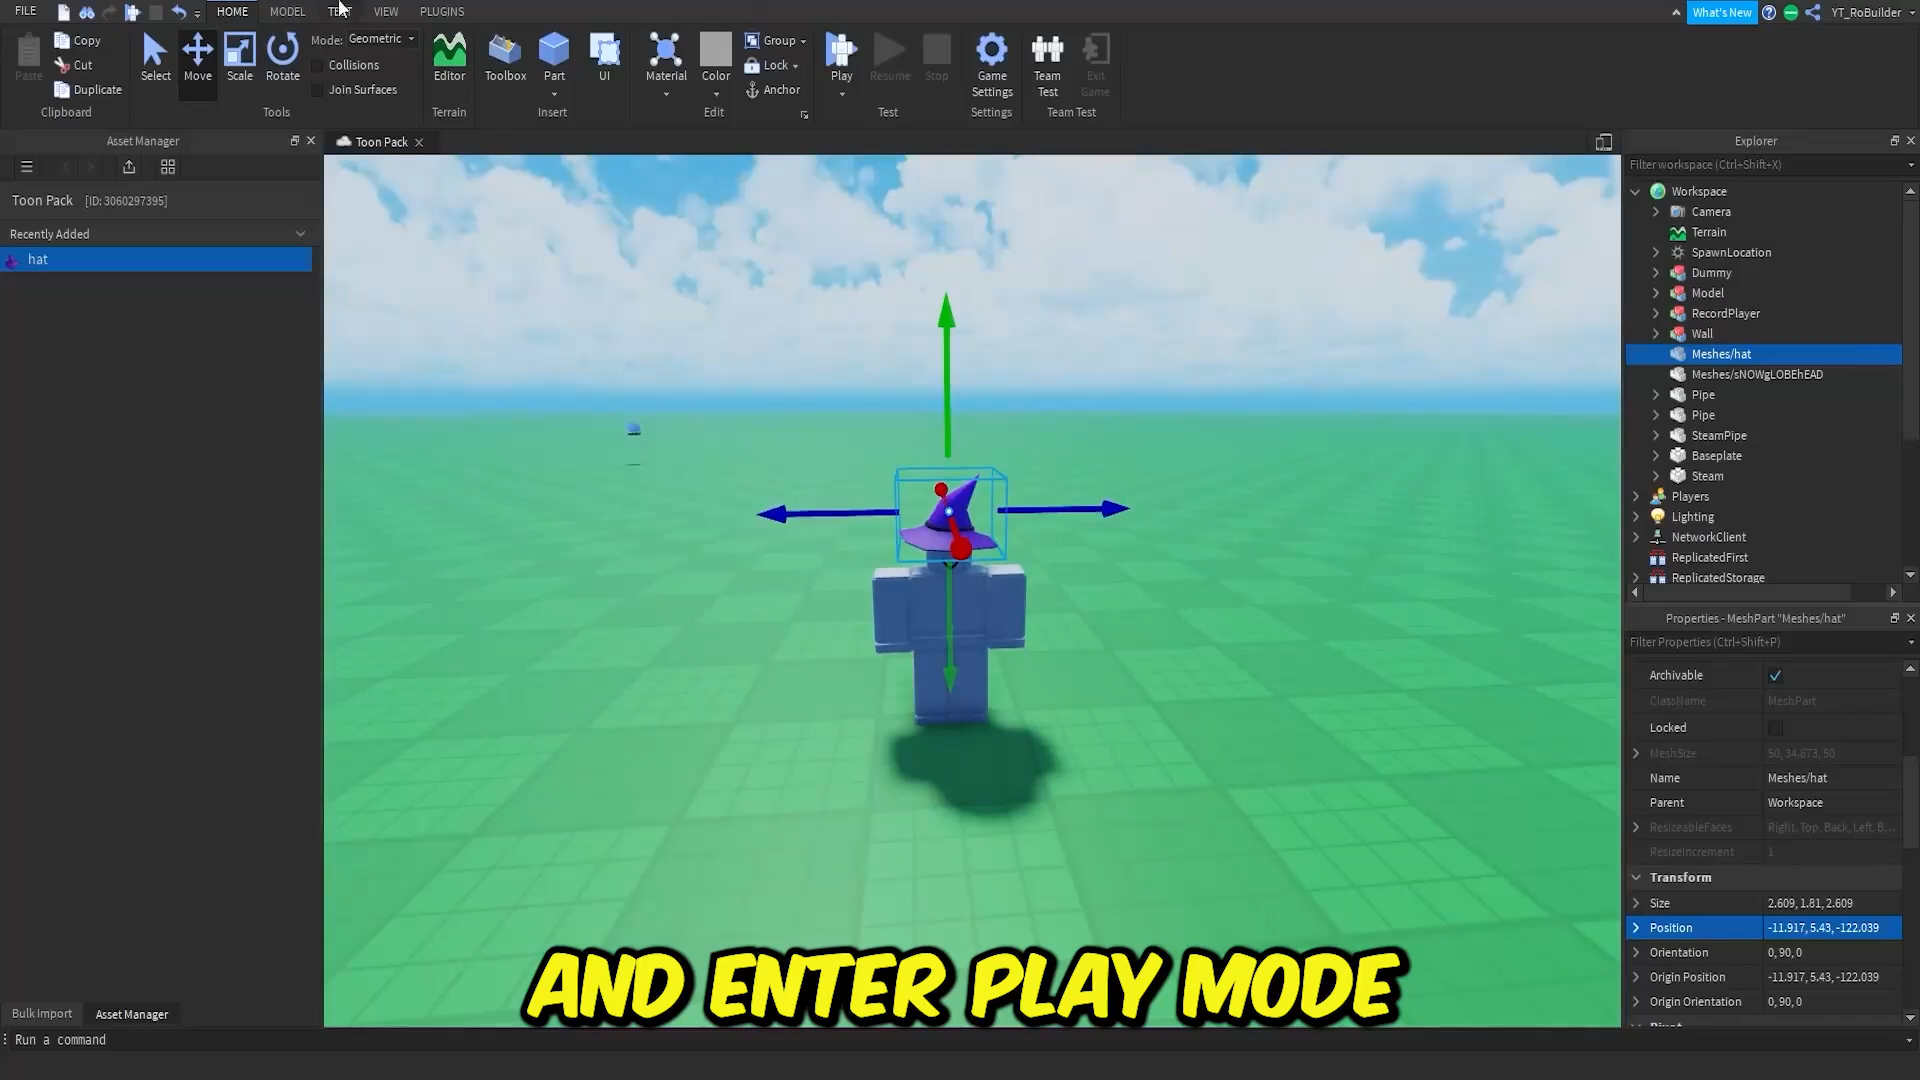 FILE
HOME
MODEL
VIEW
PLUGINS
What's New
YT_RoBuilder
Paste
Copy
Cut
Duplicate
Clipboard
Select
Move
Scale
Rotate
Mode: Geometric
Collisions
Join Surfaces
Tools
Editor
Terrain
Toolbox
Part
UI
Insert
Material
Color
Group
Lock
Anchor
Edit
Play
Resume
Stop
Test
Game
Settings
Settings
Team
Test
Exit
Game
Team Test
Asset Manager
Toon Pack [ID: 3060297395]
Recently Added
hat
Bulk Import
Asset Manager
Run a command
Toon Pack
AND ENTER PLAY MODE
Explorer
Filter workspace (Ctrl+Shift+X)
Workspace
Camera
Terrain
SpawnLocation
Dummy
Model
RecordPlayer
Wall
Meshes/hat
Meshes/sNOWgLOBEhEAD
Pipe
Pipe
SteamPipe
Baseplate
Steam
Players
Lighting
NetworkClient
ReplicatedFirst
ReplicatedStorage
Properties - MeshPart "Meshes/hat"
Filter Properties (Ctrl+Shift+P)
Archivable
ClassName MeshPart
Locked
MeshSize 50, 34.673, 50
Name Meshes/hat
Parent Workspace
ResizeableFaces Right, Top, Back, Left, B...
ResizeIncrement 1
Transform
Size 2.609, 1.81, 2.609
Position -11.917, 5.43, -122.039
Orientation 0, 90, 0
Origin Position -11.917, 5.43, -122.039
Origin Orientation 0, 90, 0